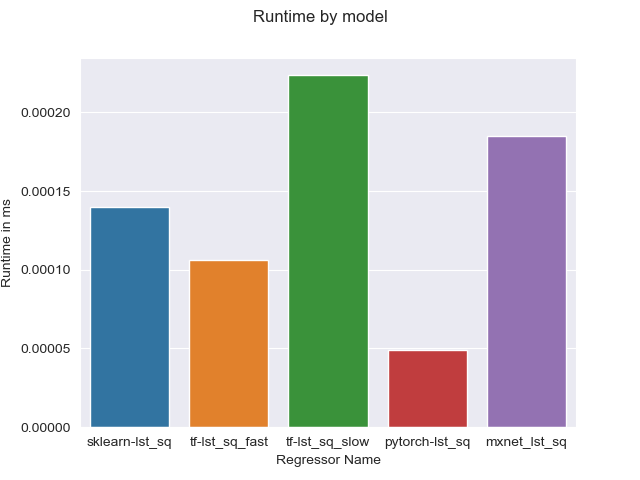 Runtime by model
Runtime in ms
0.00020
0.00015
0.00010
0.00005
0.00000
sklearn-lst_sq tf-lst_sq_fast tf-lst_sq_slow pytorch-lst_sq mxnet_lst_sq
Regressor Name